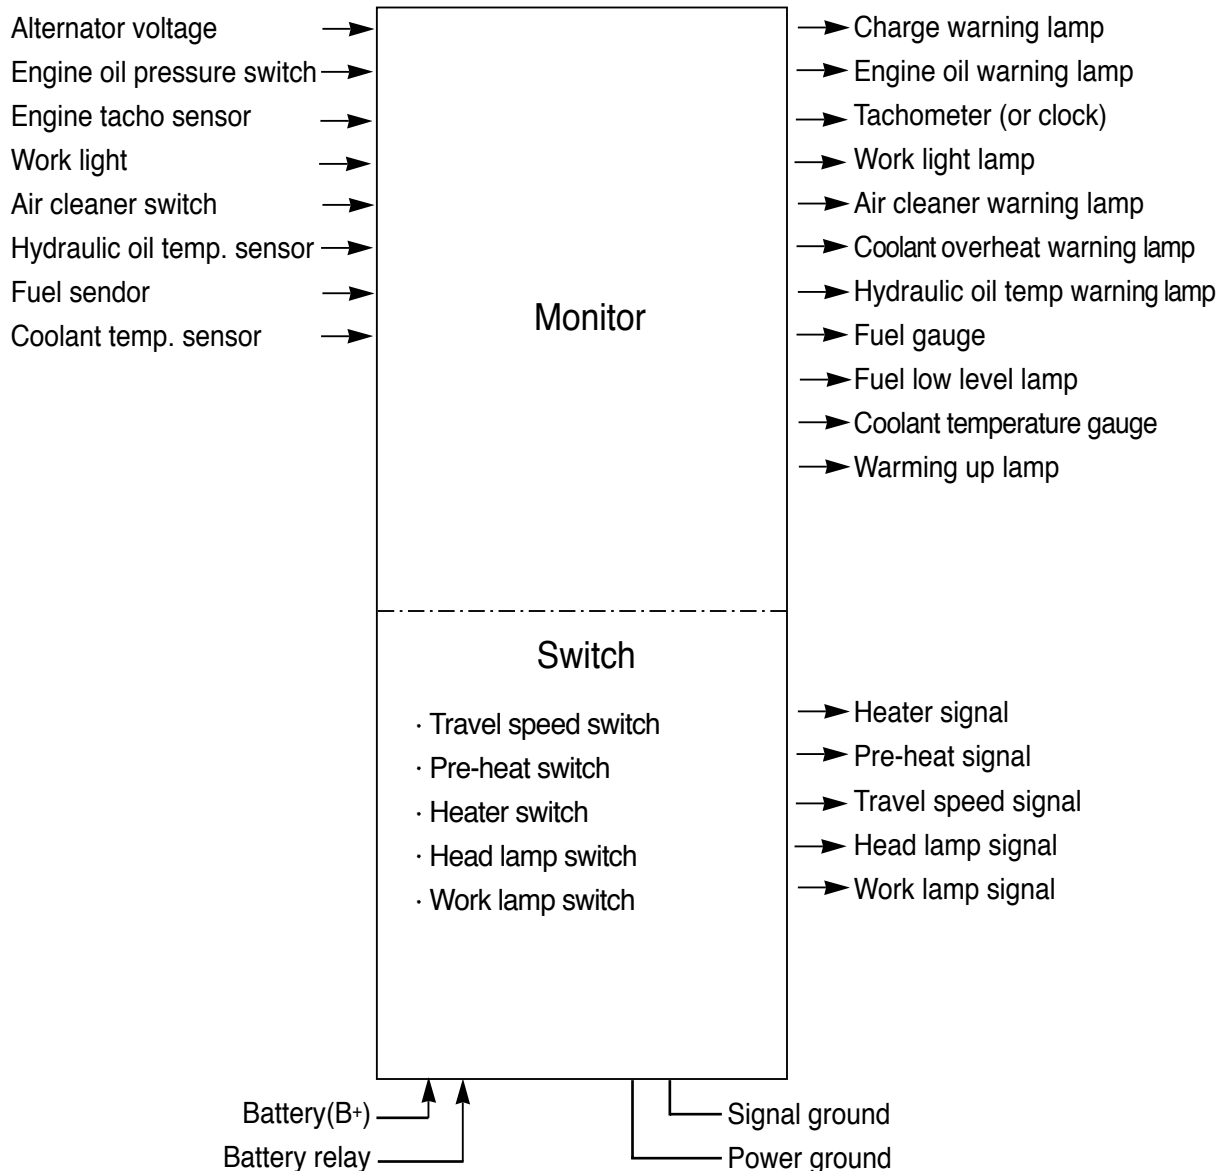 Alternator voltage
Engine oil pressure switch
Engine tacho sensor
Work light
Air cleaner switch
Hydraulic oil temp. sensor
Fuel sendor
Coolant temp. sensor
Monitor
Charge warning lamp
Engine oil warning lamp
Tachometer (or clock)
Work light lamp
Air cleaner warning lamp
Coolant overheat warning lamp
Hydraulic oil temp warning lamp
Fuel gauge
Fuel low level lamp
Coolant temperature gauge
Warming up lamp
Switch
· Travel speed switch
· Pre-heat switch
· Heater switch
· Head lamp switch
· Work lamp switch
Heater signal
Pre-heat signal
Travel speed signal
Head lamp signal
Work lamp signal
Battery(B+)
Battery relay
Signal ground
Power ground